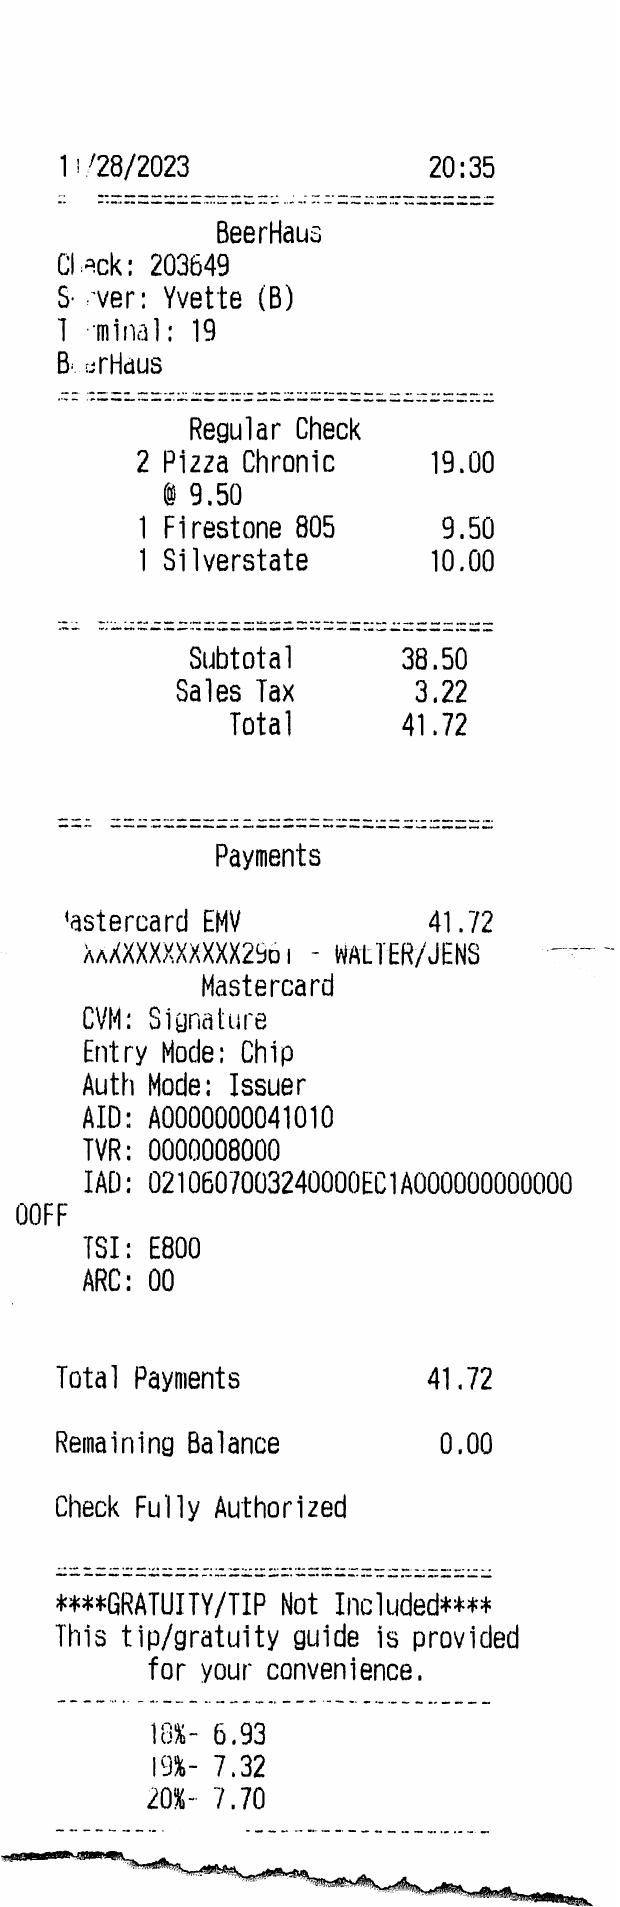 11/28/2023 20:35
BeerHaus
Check: 203649
Server: Yvette (B)
Terminal: 19
BeerHaus
Regular Check
2 Pizza Chronic 19.00
@ 9.50
1 Firestone 805 9.50
1 Silverstate 10.00
Subtotal 38.50
Sales Tax 3.22
Total 41.72
Payments
Mastercard EMV 41.72
XXXXXXXXXXXX2961 - WALTER/JENS
Mastercard
CVM: Signature
Entry Mode: Chip
Auth Mode: Issuer
AID: A0000000041010
TVR: 0000008000
IAD: 0210607003240000EC1A000000000000
00FF
TSI: E800
ARC: 00
Total Payments 41.72
Remaining Balance 0.00
Check Fully Authorized
****GRATUITY/TIP Not Included****
This tip/gratuity guide is provided
for your convenience.
18%- 6.93
19%- 7.32
20%- 7.70